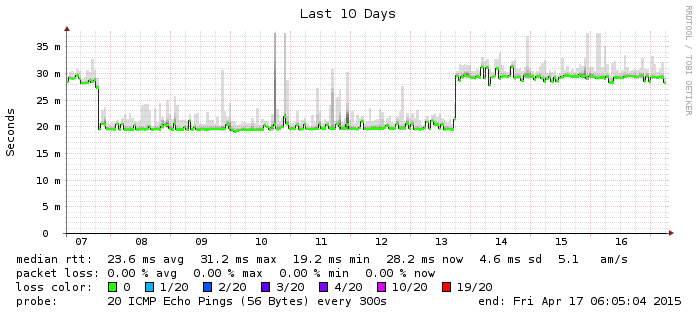 Last 10 Days
RRDTOOL / TOBI OETIKER
Seconds
35 m
30 m
25 m
20 m
15 m
10 m
5 m
0
07 08 09 10 11 12 13 14 15 16
median rtt: 23.6 ms avg 31.2 ms max 19.2 ms min 28.2 ms now 4.6 ms sd 5.1 am/s
packet loss: 0.00 % avg 0.00 % max 0.00 % min 0.00 % now
loss color: 0 1/20 2/20 3/20 4/20 10/20 19/20
probe: 20 ICMP Echo Pings (56 Bytes) every 300s end: Fri Apr 17 06:05:04 2015